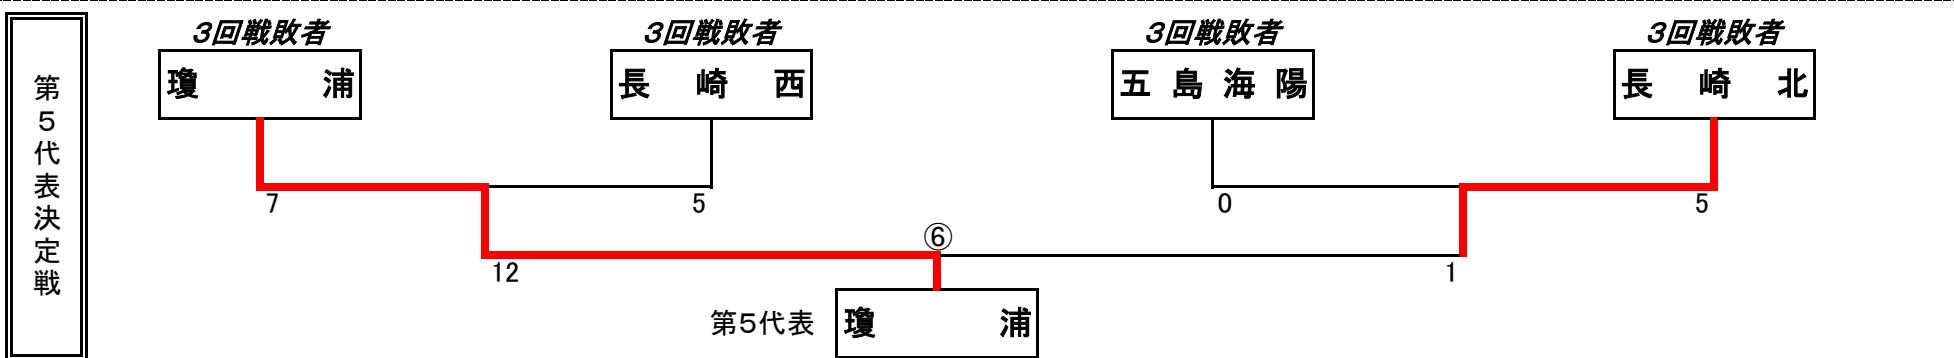 第5代表決定戦
3回戦敗者 3回戦敗者 3回戦敗者 3回戦敗者
瓊浦 長崎西 五島海陽 長崎北
7 5 0 5
⑥
12 1
第5代表 瓊浦